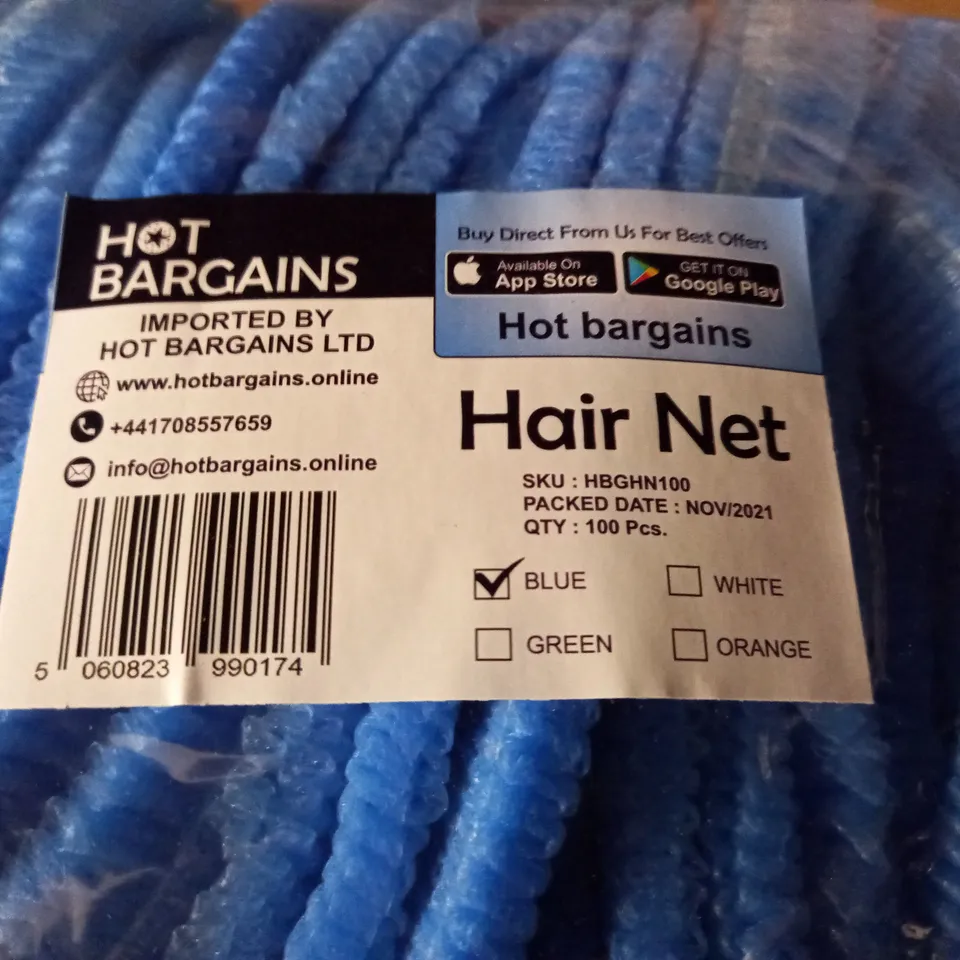 HOT
BARGAINS
IMPORTED BY
HOT BARGAINS LTD
www.hotbargains.online
+441708557659
info@hotbargains.online
5 060823 990174
Buy Direct From Us For Best Offers
Available On
App Store
GET IT ON
Google Play
Hot bargains
Hair Net
SKU : HBGHN100
PACKED DATE : NOV/2021
QTY : 100 Pcs.
BLUE
WHITE
GREEN
ORANGE